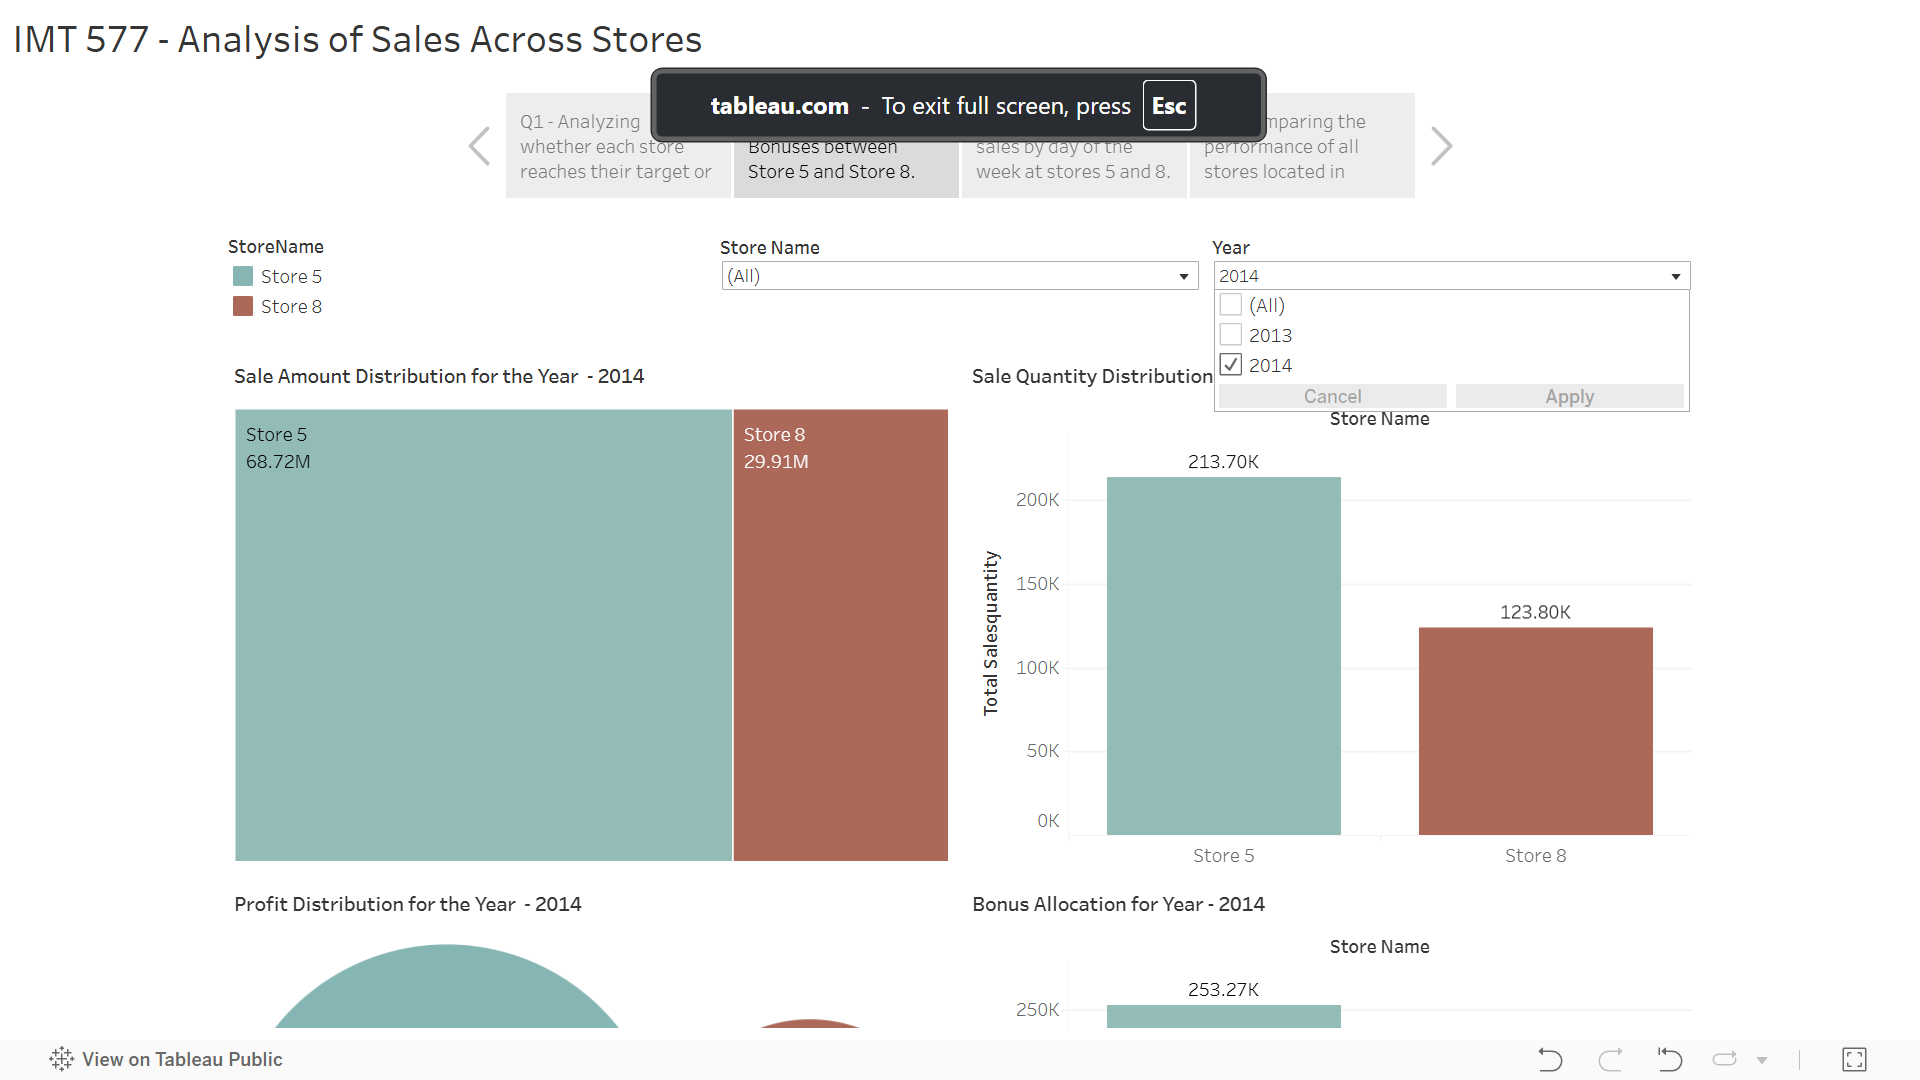 IMT 577 - Analysis of Sales Across Stores
tableau.com - To exit full screen, press Esc
Q1 - Analyzing
whether each store
reaches their target or
Bonuses between
Store 5 and Store 8.
sales by day of the
week at stores 5 and 8.
mparing the
performance of all
stores located in
StoreName
Store 5
Store 8
Store Name
(All)
Year
2014
(All)
2013
2014
Cancel
Apply
Sale Amount Distribution for the Year - 2014
Store 5
68.72M
Store 8
29.91M
Sale Quantity Distribution
Store Name
213.70K
123.80K
200K
150K
100K
50K
0K
Total Salesquantity
Store 5
Store 8
Profit Distribution for the Year - 2014
Bonus Allocation for Year - 2014
Store Name
253.27K
250K
View on Tableau Public